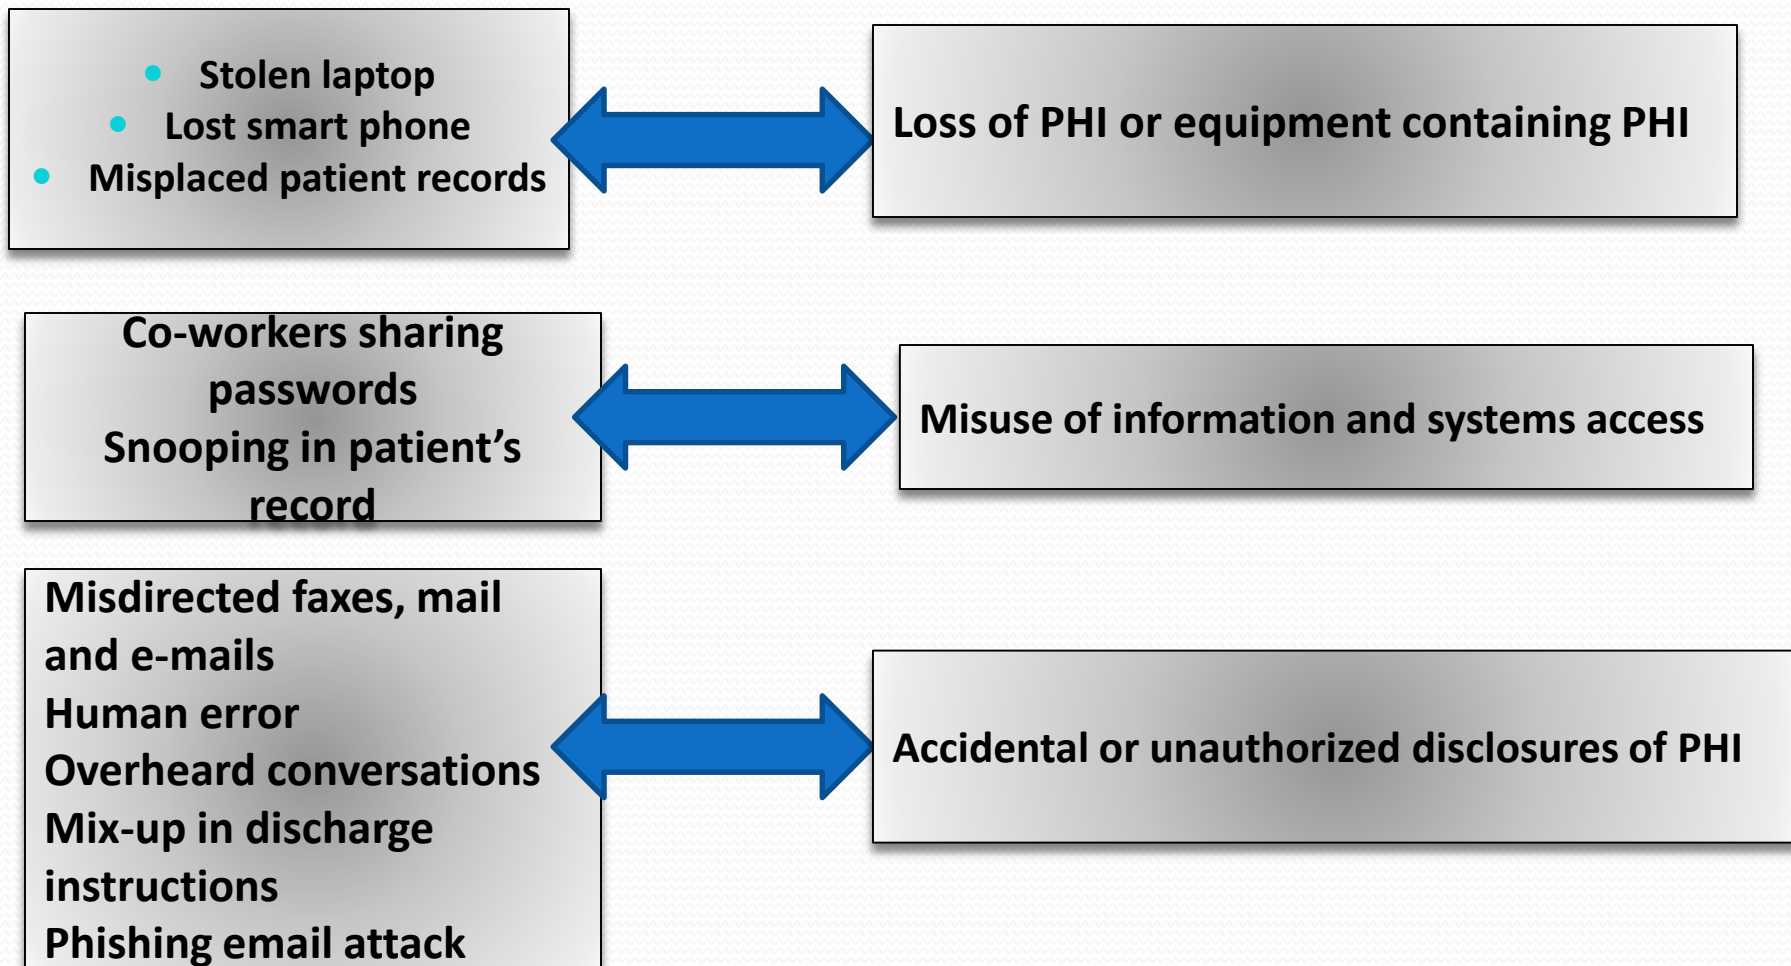 • Stolen laptop
• Lost smart phone
• Misplaced patient records
Loss of PHI or equipment containing PHI
Co-workers sharing
passwords
Snooping in patient’s
record
Misuse of information and systems access
Misdirected faxes, mail
and e-mails
Human error
Overheard conversations
Mix-up in discharge
instructions
Phishing email attack
Accidental or unauthorized disclosures of PHI